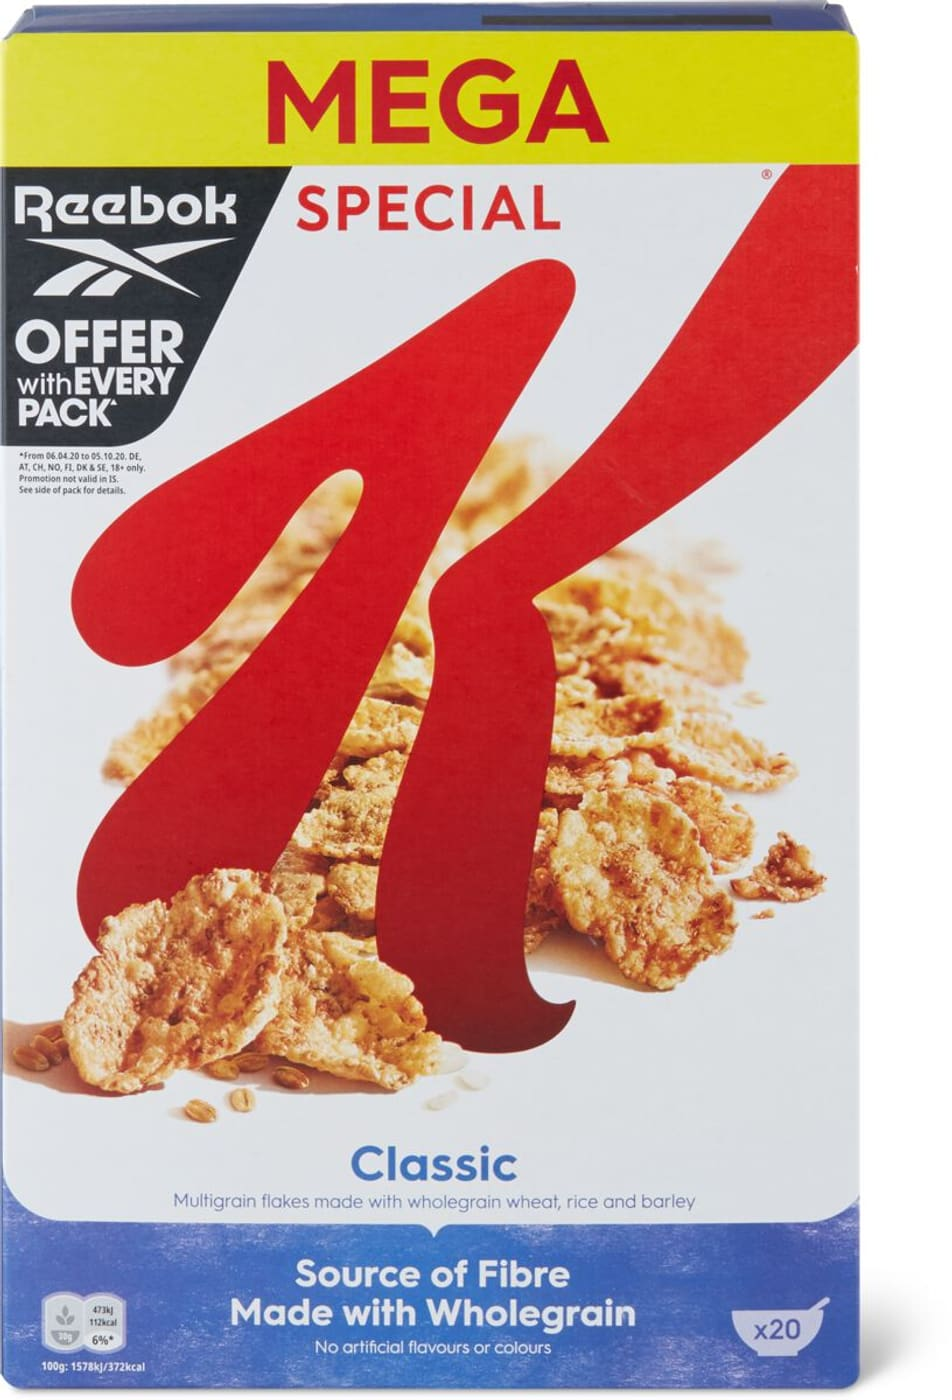 MEGA
Reebok
SPECIAL
®
OFFER
with EVERY
PACK*
*From 06.04.20 to 05.10.20. DE,
AT, CH, NO, FI, DK & SE, 18+ only.
Promotion not valid in IS.
See side of pack for details.
K
Classic
Multigrain flakes made with wholegrain wheat, rice and barley
Source of Fibre
Made with Wholegrain
No artificial flavours or colours
30g
473kJ
112kcal
6%*
100g: 1578kJ/372kcal
x20